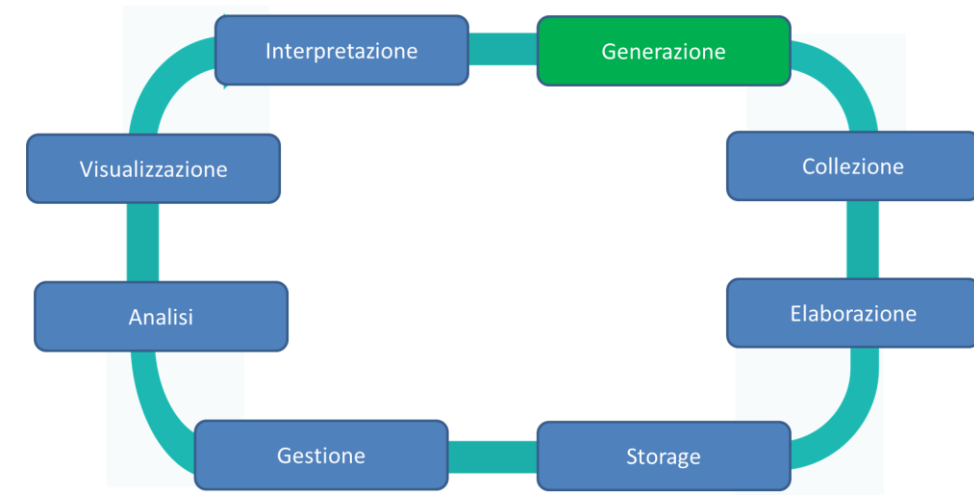 Interpretazione
Generazione
Visualizzazione
Collezione
Analisi
Elaborazione
Gestione
Storage